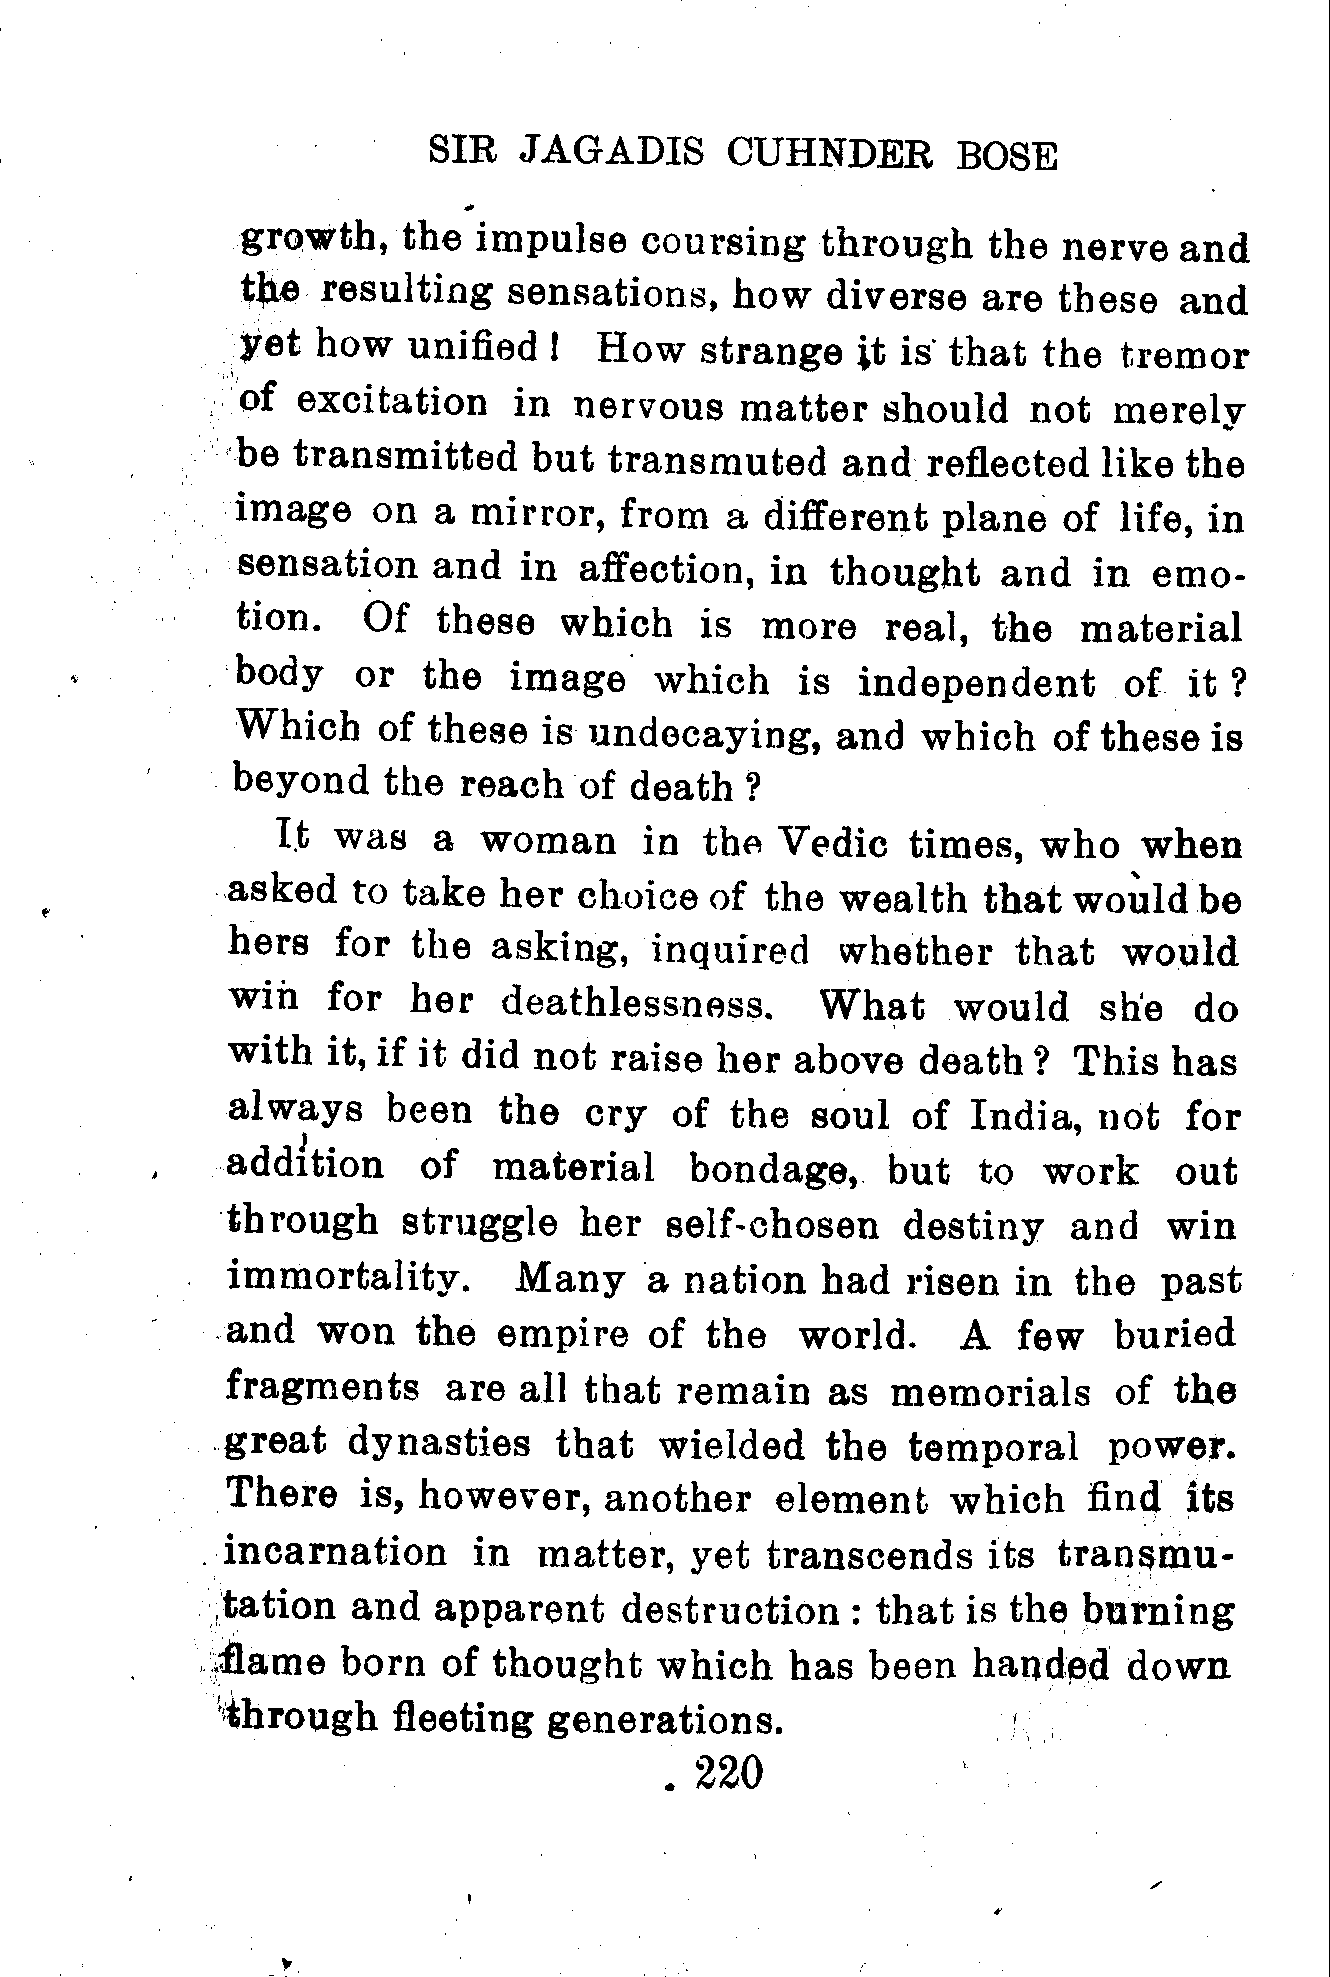 SIR JAGADIS CUHNDER BOSE
growth, the impulse coursing through the nerve and
the resulting sensations, how diverse are these and
yet how unified ! How strange it is that the tremor
of excitation in nervous matter should not merely
be transmitted but transmuted and reflected like the
image on a mirror, from a different plane of life, in
sensation and in affection, in thought and in emo-
tion. Of these which is more real, the material
body or the image which is independent of it ?
Which of these is undecaying, and which of these is
beyond the reach of death ?
It was a woman in the Vedic times, who when
asked to take her choice of the wealth that would be
hers for the asking, inquired whether that would
win for her deathlessness. What would she do
with it, if it did not raise her above death ? This has
always been the cry of the soul of India, not for
addition of material bondage, but to work out
through struggle her self-chosen destiny and win
immortality. Many a nation had risen in the past
and won the empire of the world. A few buried
fragments are all that remain as memorials of the
great dynasties that wielded the temporal power.
There is, however, another element which find its
incarnation in matter, yet transcends its transmu-
tation and apparent destruction : that is the burning
flame born of thought which has been handed down
through fleeting generations.
220